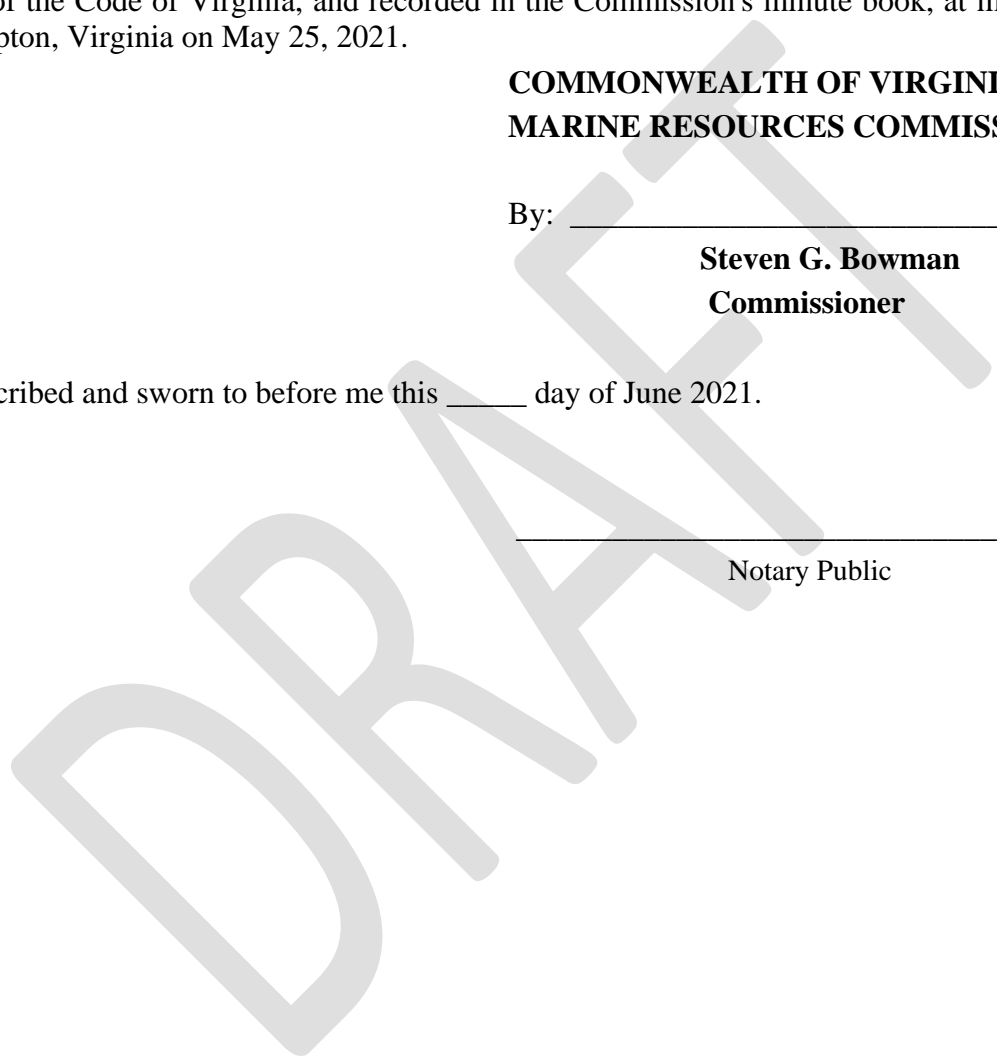 of the Code of Virginia, and recorded in the Commission's minute book, at
pton, Virginia on May 25, 2021.
COMMONWEALTH OF VIRGINI
MARINE RESOURCES COMMISS
By: ___________________________
Steven G. Bowman
Commissioner
cribed and sworn to before me this _____ day of June 2021.
______________________________
Notary Public
DRAFT